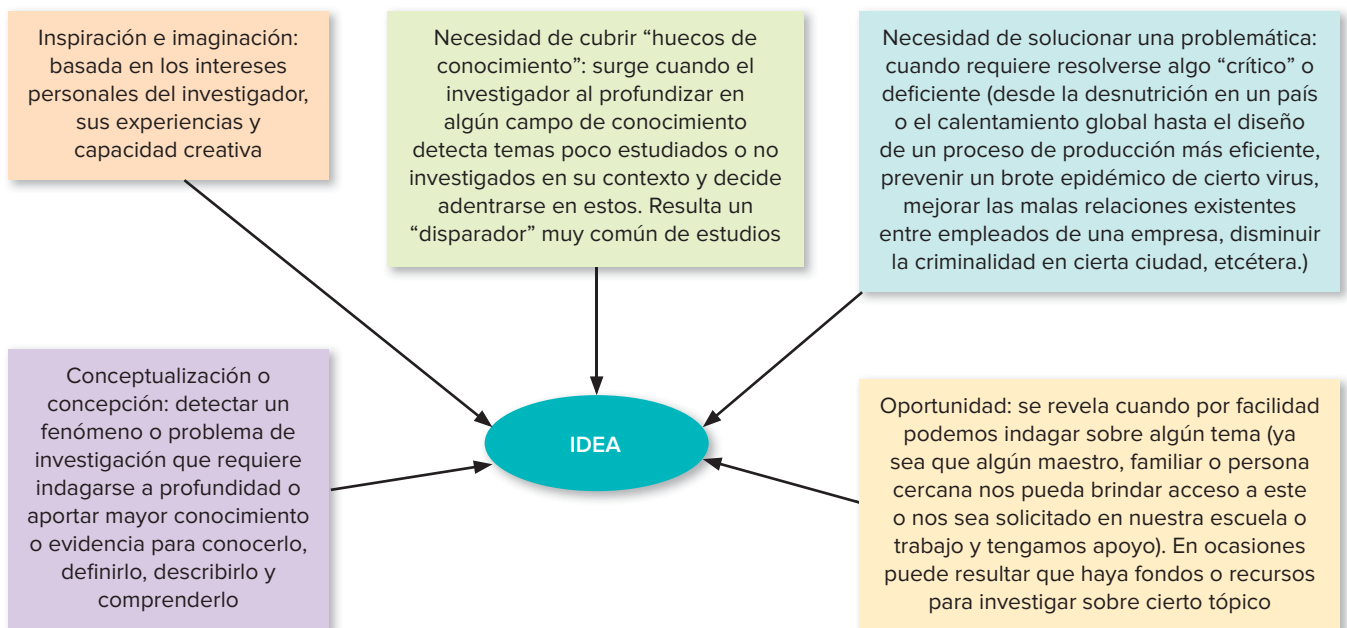 Inspiración e imaginación:
basada en los intereses
personales del investigador,
sus experiencias y
capacidad creativa
Necesidad de cubrir “huecos de
conocimiento”: surge cuando el
investigador al profundizar en
algún campo de conocimiento
detecta temas poco estudiados o no
investigados en su contexto y decide
adentrarse en estos. Resulta un
“disparador” muy común de estudios
Necesidad de solucionar una problemática:
cuando requiere resolverse algo “crítico” o
deficiente (desde la desnutrición en un país
o el calentamiento global hasta el diseño
de un proceso de producción más eficiente,
prevenir un brote epidémico de cierto virus,
mejorar las malas relaciones existentes
entre empleados de una empresa, disminuir
la criminalidad en cierta ciudad, etcétera.)
Conceptualización o
concepción: detectar un
fenómeno o problema de
investigación que requiere
indagarse a profundidad o
aportar mayor conocimiento
o evidencia para conocerlo,
definirlo, describirlo y
comprenderlo
IDEA
Oportunidad: se revela cuando por facilidad
podemos indagar sobre algún tema (ya
sea que algún maestro, familiar o persona
cercana nos pueda brindar acceso a este
o nos sea solicitado en nuestra escuela o
trabajo y tengamos apoyo). En ocasiones
puede resultar que haya fondos o recursos
para investigar sobre cierto tópico